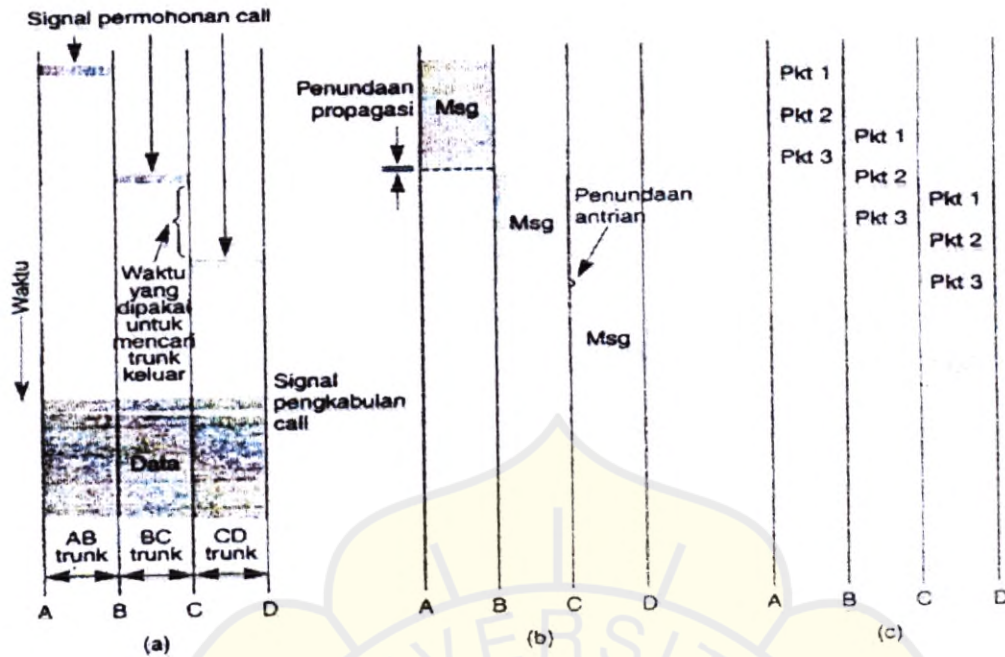 Signal permohonan call
Waktu
Waktu
yang
dipakai
untuk
mencari
trunk
keluar
Signal
pengkabulan
call
Data
AB
trunk
BC
trunk
CD
trunk
A
B
C
D
(a)
Penundaan
propagasi
Msg
Msg
Penundaan
antrian
Msg
A
B
C
D
(b)
Pkt 1
Pkt 2
Pkt 3
Pkt 1
Pkt 2
Pkt 3
Pkt 1
Pkt 2
Pkt 3
A
B
C
D
(c)
VERSI